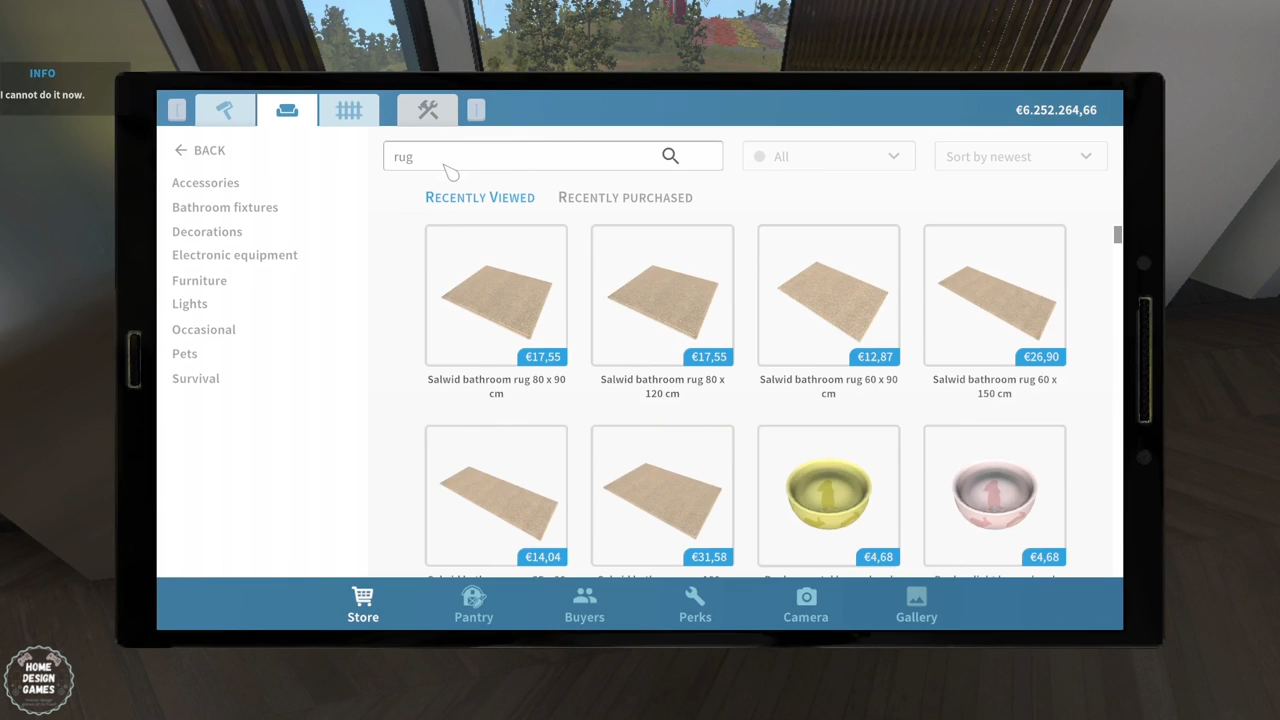 INFO
I cannot do it now.
€6.252.264,66
BACK
rug
All
Sort by newest
Accessories
Bathroom fixtures
Decorations
Electronic equipment
Furniture
Lights
Occasional
Pets
Survival
RECENTLY VIEWED
RECENTLY PURCHASED
€17,55
€17,55
€12,87
€26,90
Salwid bathroom rug 80 x 90
cm
Salwid bathroom rug 80 x
120 cm
Salwid bathroom rug 60 x 90
cm
Salwid bathroom rug 60 x
150 cm
€14,04
€31,58
€4,68
€4,68
Store
Pantry
Buyers
Perks
Camera
Gallery
HOME
DESIGN
GAMES